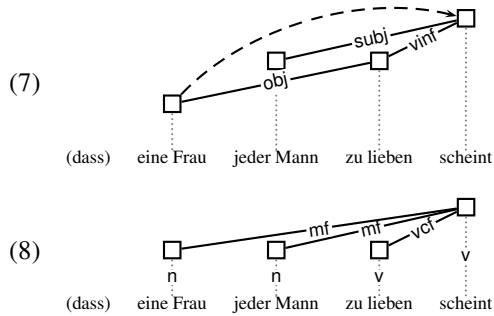 (7)
subj
vinf
obj
(dass) eine Frau jeder Mann zu lieben scheint
(8)
mf mf vcf
n n v v
(dass) eine Frau jeder Mann zu lieben scheint